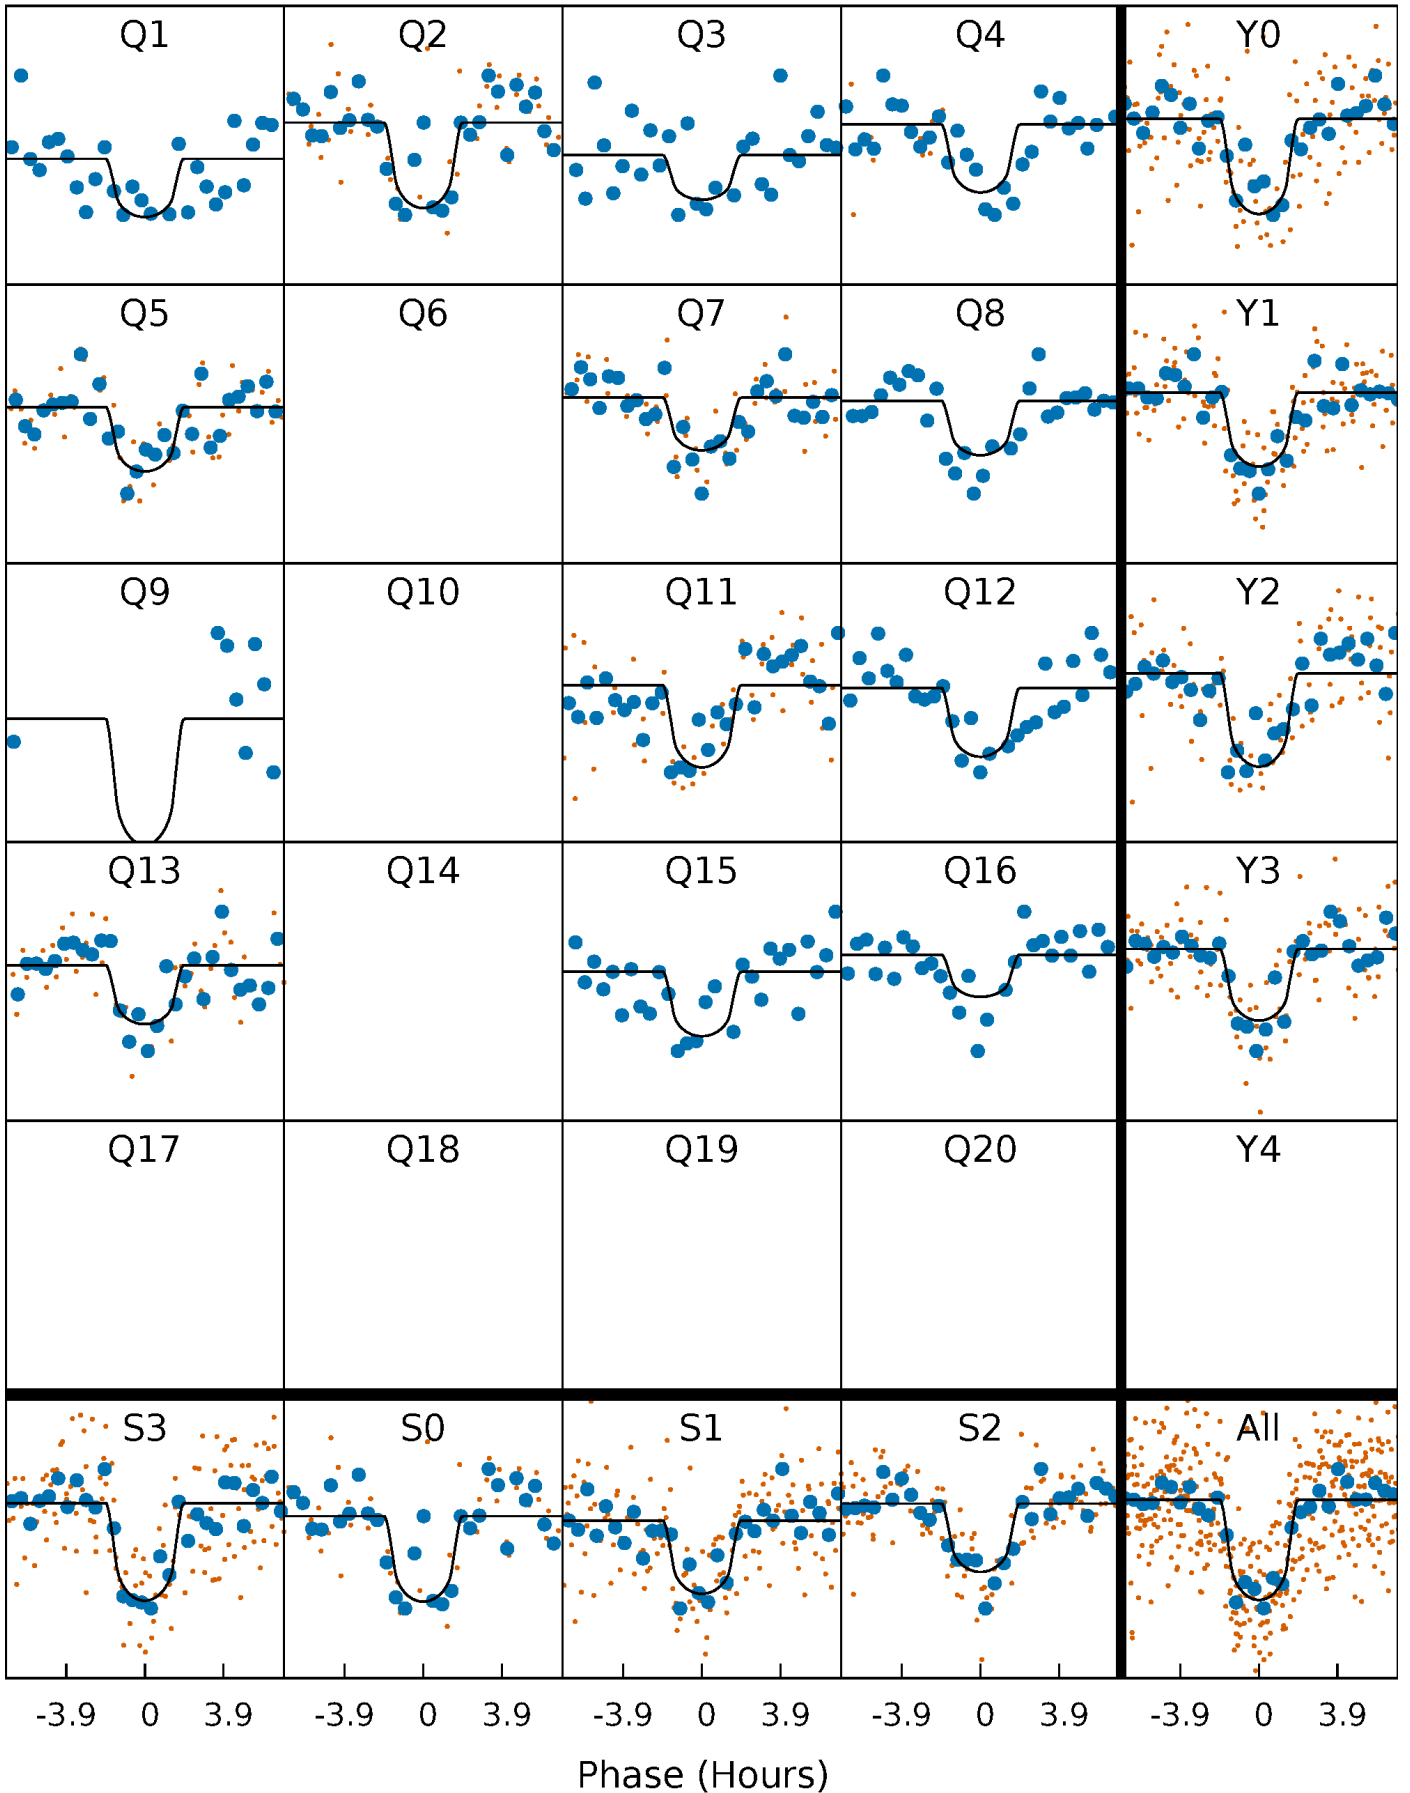 Q1 Q2 Q3 Q4 Y0
Q5 Q6 Q7 Q8 Y1
Q9 Q10 Q11 Q12 Y2
Q13 Q14 Q15 Q16 Y3
Q17 Q18 Q19 Q20 Y4
S3 S0 S1 S2 All
-3.9 0 3.9 -3.9 0 3.9 -3.9 0 3.9 -3.9 0 3.9 -3.9 0 3.9
Phase (Hours)